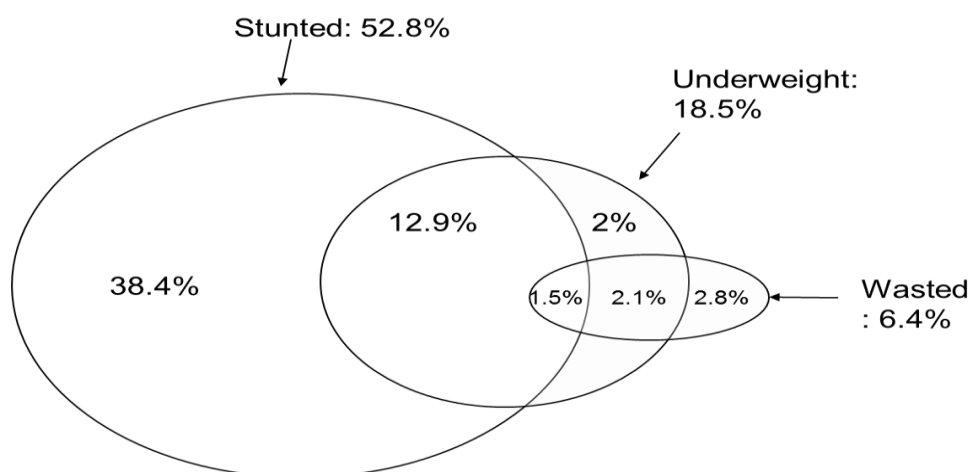 Stunted: 52.8%
Underweight:
18.5%
12.9%
2%
38.4%
1.5%
2.1%
2.8%
Wasted
: 6.4%